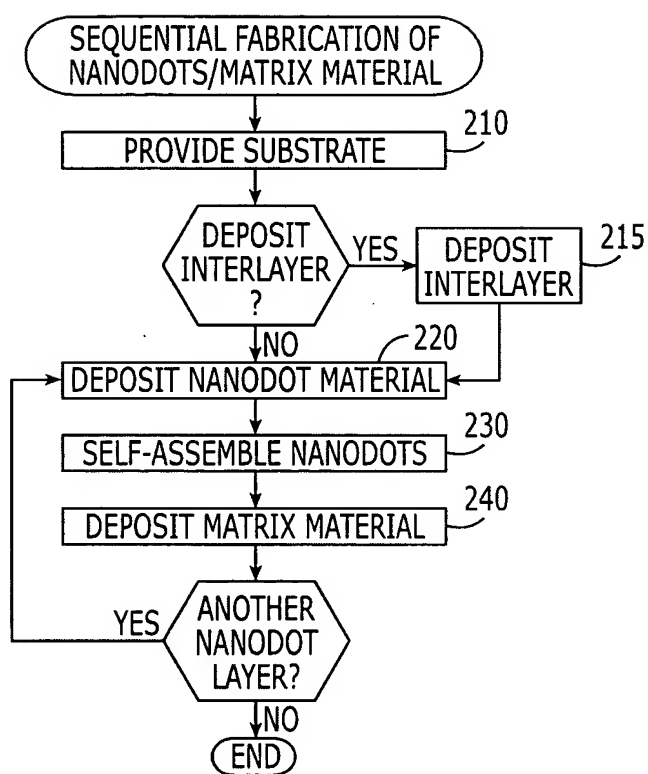 SEQUENTIAL FABRICATION OF
NANODOTS/MATRIX MATERIAL
210
PROVIDE SUBSTRATE
DEPOSIT
INTERLAYER
?
YES
DEPOSIT
INTERLAYER
215
NO
220
DEPOSIT NANODOT MATERIAL
230
SELF-ASSEMBLE NANODOTS
240
DEPOSIT MATRIX MATERIAL
YES
ANOTHER
NANODOT
LAYER?
NO
END